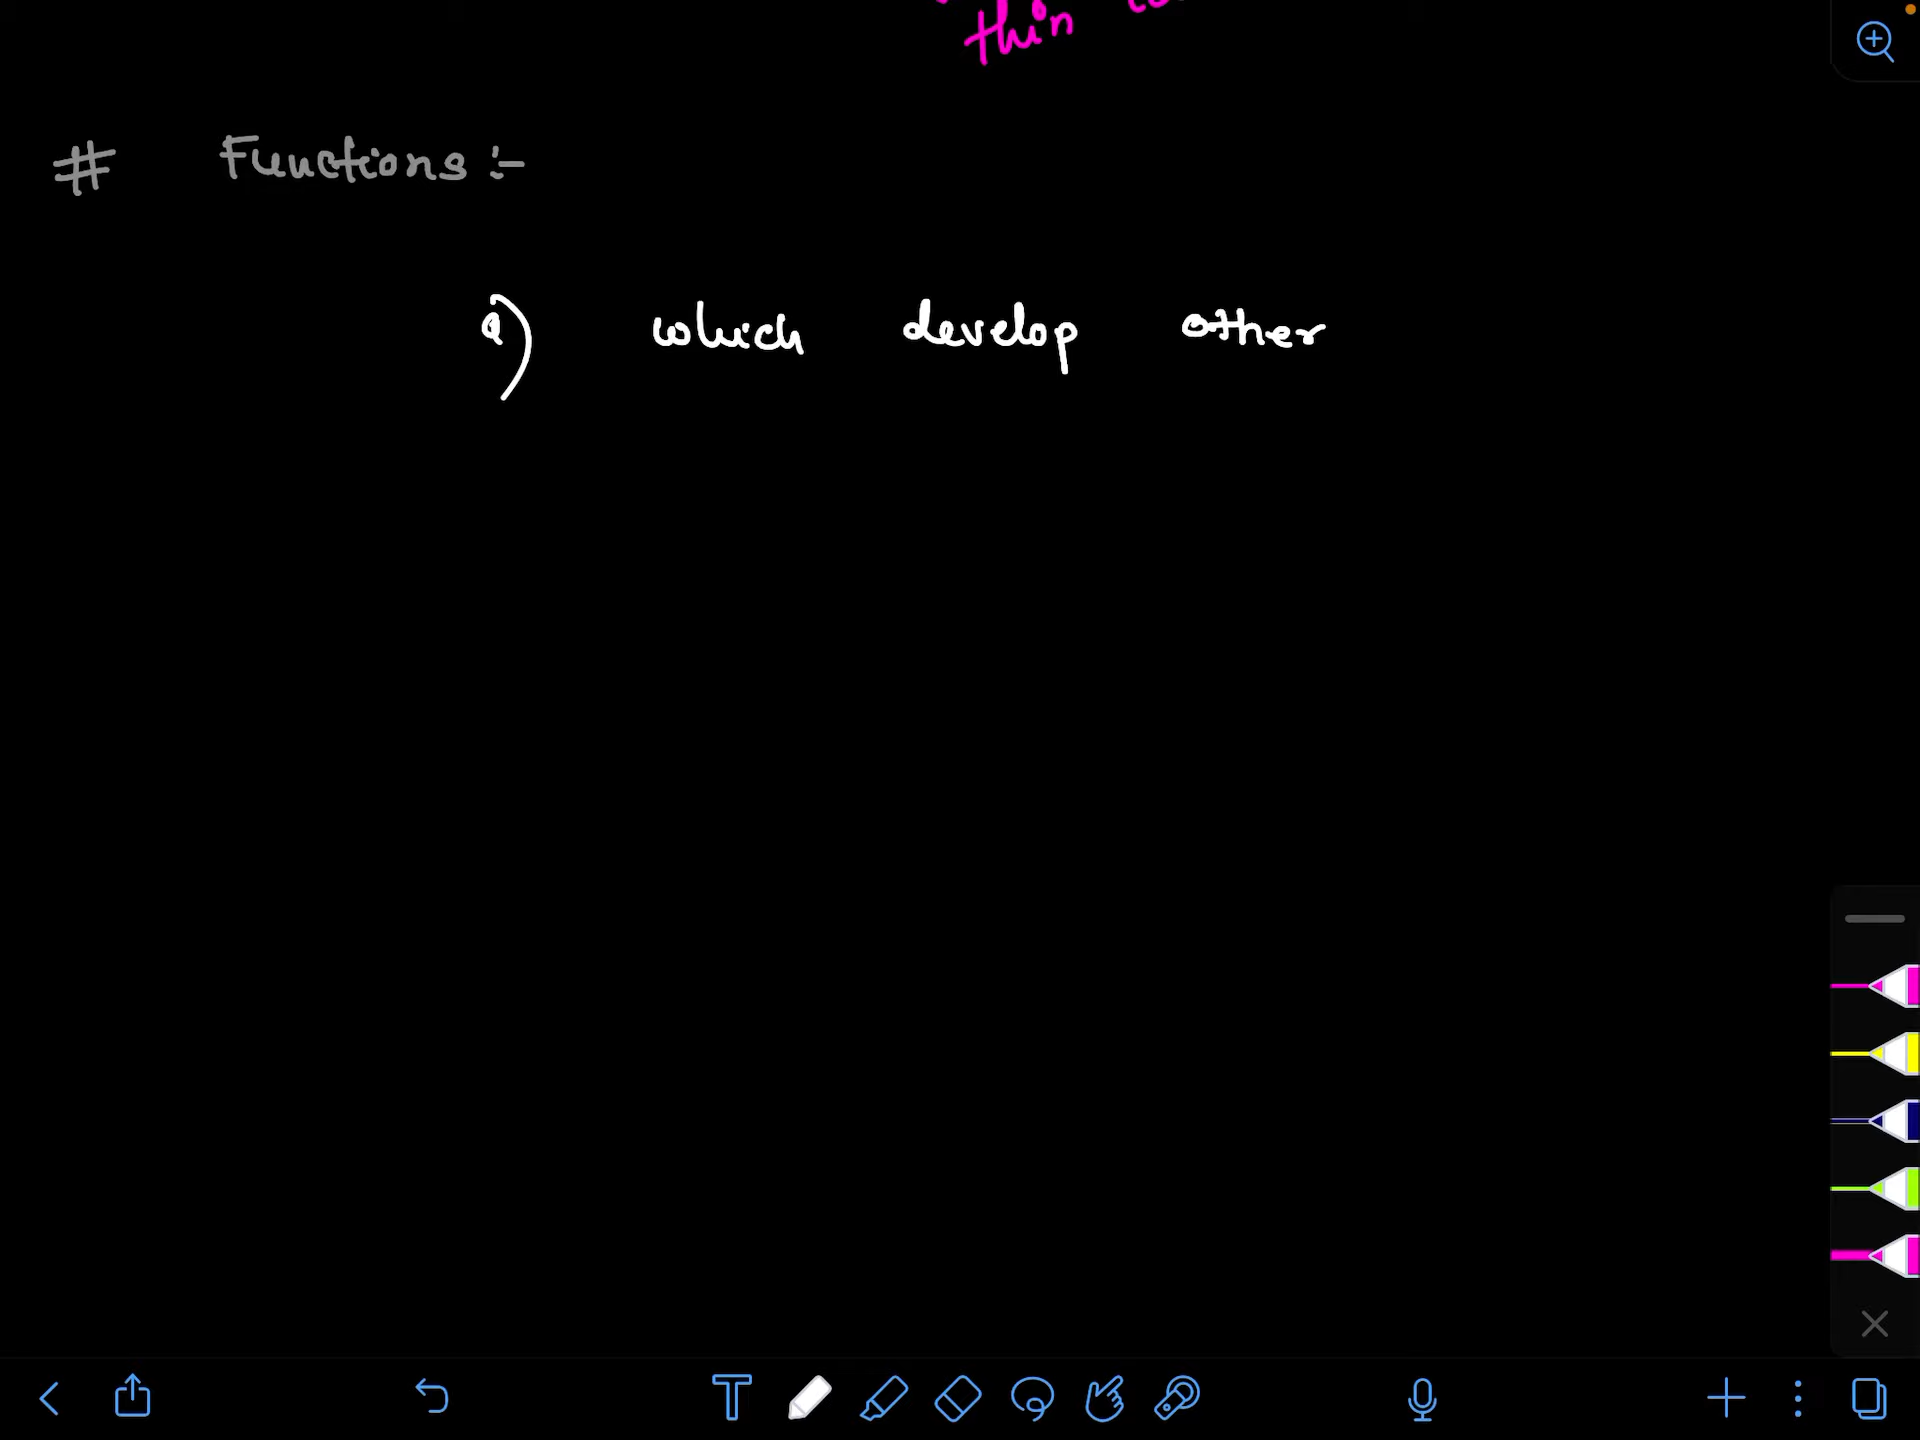 thin
# Functions :-
a) which develop other